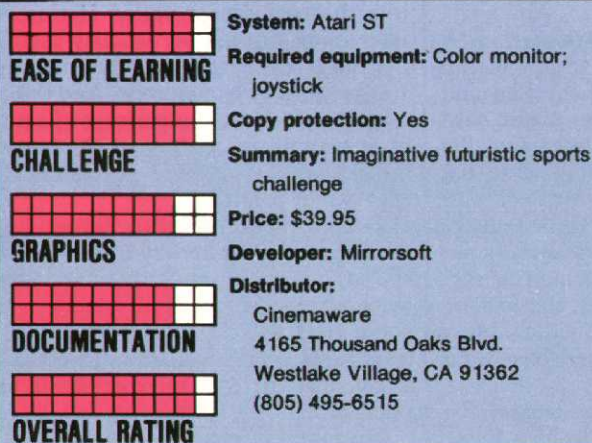 EASE OF LEARNING
CHALLENGE
GRAPHICS
DOCUMENTATION
OVERALL RATING
System: Atari ST
Required equipment: Color monitor;
joystick
Copy protection: Yes
Summary: Imaginative futuristic sports
challenge
Price: $39.95
Developer: Mirrorsoft
Distributor:
Cinemaware
4165 Thousand Oaks Blvd.
Westlake Village, CA 91362
(805) 495-6515